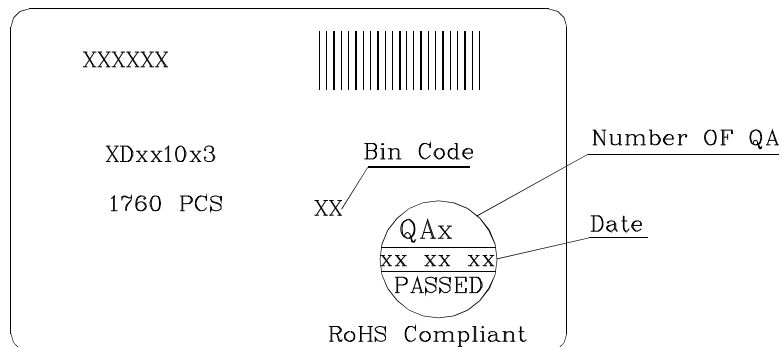 XXXXXX
XDxx10x3
Bin Code
Number OF QA
1760 PCS
XX
QAx
Date
xx xx xx
PASSED
RoHS Compliant